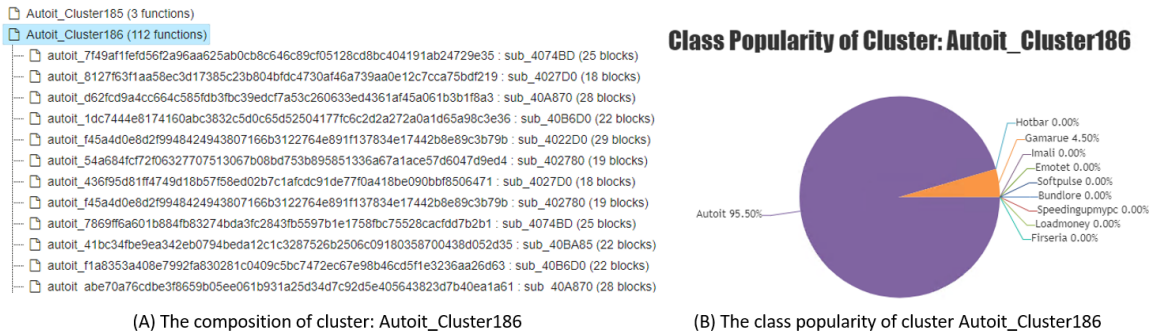 Autoit_Cluster185 (3 functions)
Autoit_Cluster186 (112 functions)
autoit_7f49af1fefd56f2a96aa625ab0cb8c646c89cf05128cd8bc404191ab24729e35 : sub_4074BD (25 blocks)
autoit_8127f63f1aa58ec3d17385c23b804bfdc4730af46a739aa0e12c7cca75bdf219 : sub_4027D0 (18 blocks)
autoit_d62fcd9a4cc664c585fdb3fbc39edcf7a53c260633ed4361af45a061b3b1f8a3 : sub_40A870 (28 blocks)
autoit_1dc7444e8174160abc3832c5d0c65d52504177fc6c2d2a272a0a1d65a98c3e36 : sub_40B6D0 (22 blocks)
autoit_f45a4d0e8d2f9948424943807166b3122764e891f137834e17442b8e89c3b79b : sub_4022D0 (29 blocks)
autoit_54a684fcf72f06327707513067b08bd753b895851336a67a1ace57d6047d9ed4 : sub_402780 (19 blocks)
autoit_436f95d81ff4749d18b57f58ed02b7c1afcdc91de77f0a418be090bbf8506471 : sub_4027D0 (18 blocks)
autoit_f45a4d0e8d2f9948424943807166b3122764e891f137834e17442b8e89c3b79b : sub_402780 (19 blocks)
autoit_7869ff6a601b884fb83274bda3fc2843fb5597b1e1758fbc75528cacfdd7b2b1 : sub_4074BD (25 blocks)
autoit_41bc34fbe9ea342eb0794beda12c1c3287526b2506c09180358700438d052d35 : sub_40BA85 (22 blocks)
autoit_f1a8353a408e7992fa830281c0409c5bc7472ec67e98b46cd5f1e3236aa26d63 : sub_40B6D0 (22 blocks)
autoit_abe70a76cdbe3f8659b05ee061b931a25d34d7c92d5e405643823d7b40ea1a61 : sub_40A870 (28 blocks)
(A) The composition of cluster: Autoit_Cluster186
Class Popularity of Cluster: Autoit_Cluster186
Hotbar 0.00%
Gamarue 4.50%
Imali 0.00%
Emotet 0.00%
Softpulse 0.00%
Bundlore 0.00%
Speedingupmypc 0.00%
Loadmoney 0.00%
Firseria 0.00%
Autoit 95.50%
(B) The class popularity of cluster Autoit_Cluster186